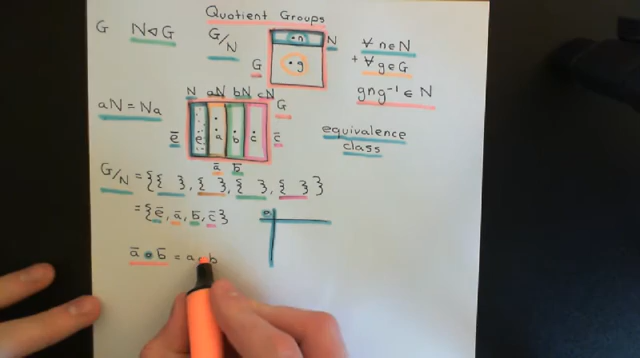 Quotient Groups
G N⊲G G/N •n N ∀ n∈N
G •g + ∀ g∈G
gng⁻¹ ∈ N
N aN bN cN
aN = Na G
ē e a b c c̄
ā b̄
equivalence
class
G/N = {{ }, { }, { }, { }}
= {ē, ā, b̄, c̄}
ā ∘ b̄ = a b